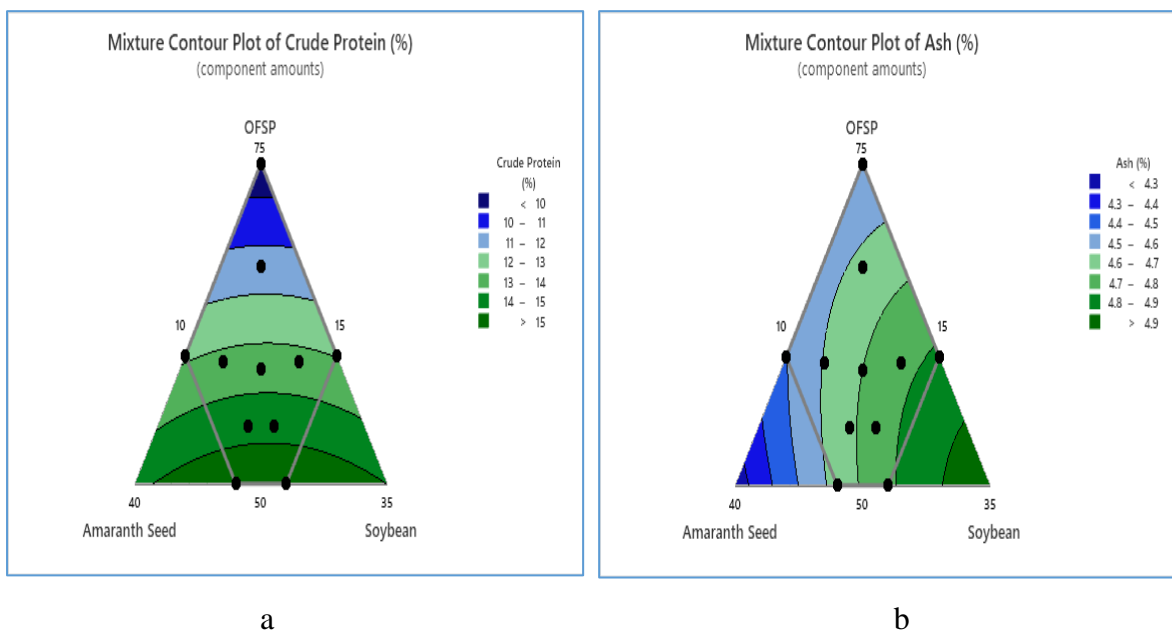 Mixture Contour Plot of Crude Protein (%)
(component amounts)
OFSP
75
Crude Protein
(%)
< 10
10 – 11
11 – 12
12 – 13
13 – 14
14 – 15
> 15
10
15
40
50
35
Amaranth Seed
Soybean
a
Mixture Contour Plot of Ash (%)
(component amounts)
OFSP
75
Ash (%)
< 4.3
4.3 – 4.4
4.4 – 4.5
4.5 – 4.6
4.6 – 4.7
4.7 – 4.8
4.8 – 4.9
> 4.9
10
15
40
50
35
Amaranth Seed
Soybean
b